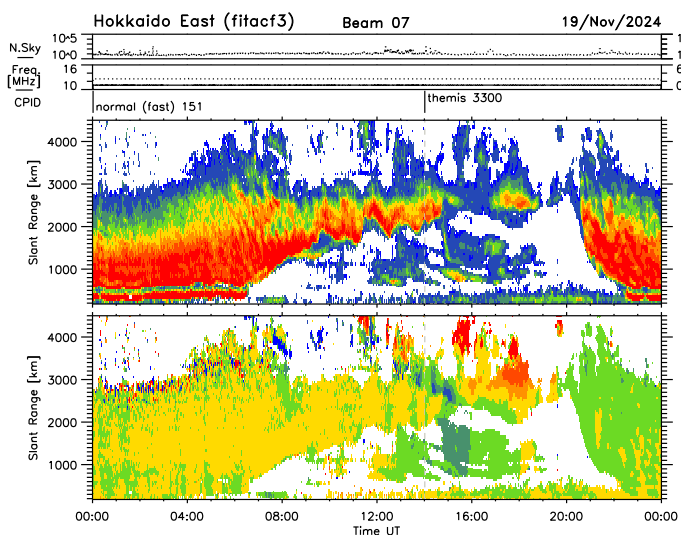 Hokkaido East (fitacf3) Beam 07 19/Nov/2024
N.Sky 10^5 10^0 1 1
Freq. [MHz] 16 10 6 0
CPID normal (fast) 151 themis 3300
Slant Range [km] 4000 3000 2000 1000
Slant Range [km] 4000 3000 2000 1000
00:00 04:00 08:00 12:00 16:00 20:00 00:00
Time UT